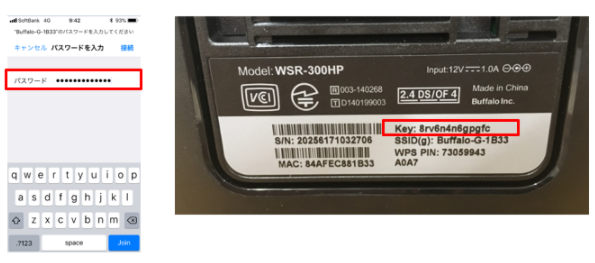 SoftBank 4G 9:42 93%
"Buffalo-G-1B33"のパスワードを入力してください
キャンセル パスワードを入力 接続
パスワード ●●●●●●●●●●●●●
q w e r t y u i o p
a s d f g h j k l
z x c v b n m
.?123 space Join
Model: WSR-300HP Input:12V 1.0A
VCI R 003-140268 2.4 DS/OF 4 Made in China
T D140199003 Buffalo Inc.
Key: 8rv6n4n6gpgfc
S/N: 20256171032706 SSID(g): Buffalo-G-1B33
WPS PIN: 73059943
MAC: 84AFEC881B33 A0A7